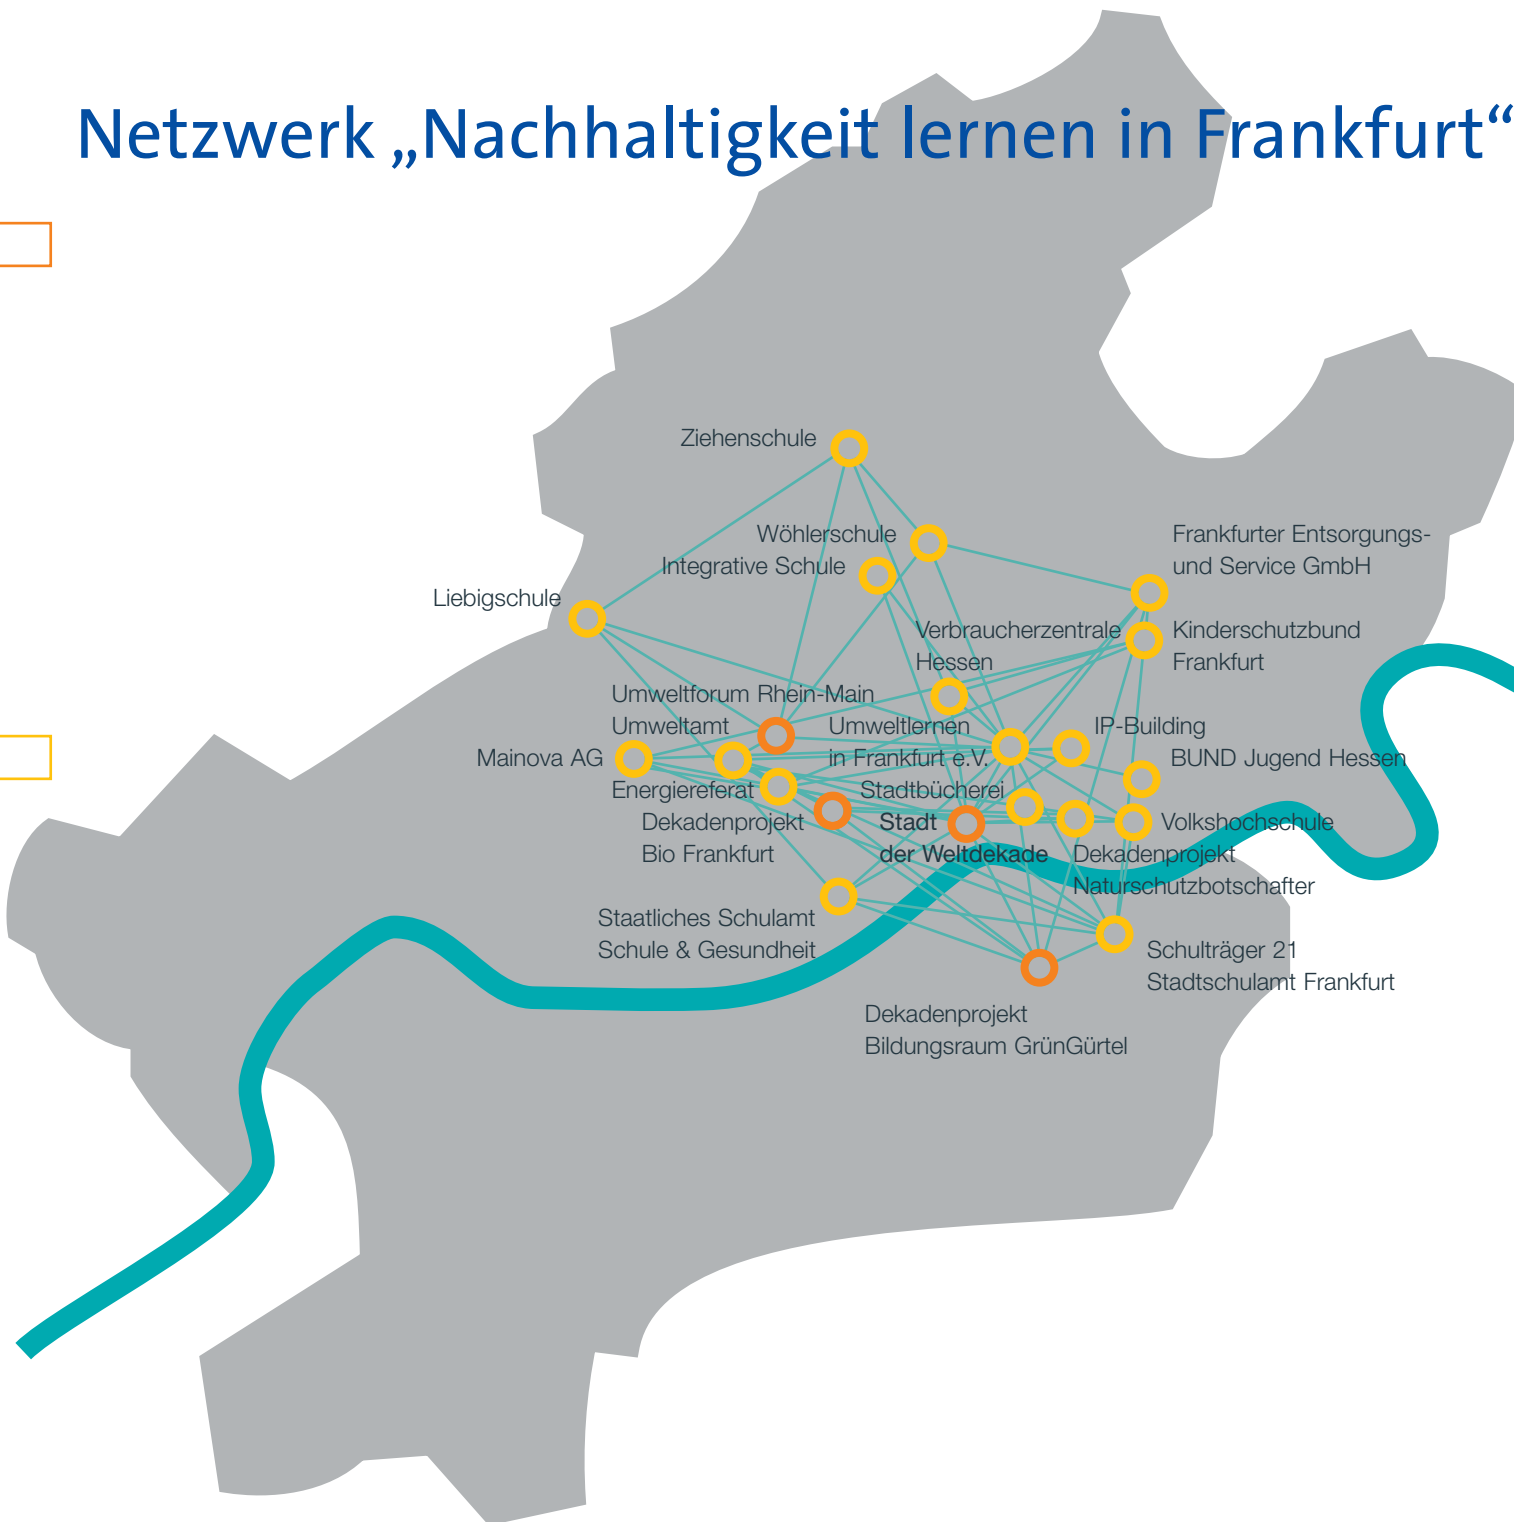 Netzwerk „Nachhaltigkeit lernen in Frankfurt“
Ziehenschule
Wöhlerschule
Integrative Schule
Frankfurter Entsorgungs-
und Service GmbH
Liebigschule
Verbraucherzentrale
Hessen
Kinderschutzbund
Frankfurt
Umweltforum Rhein-Main
Umweltamt
Mainova AG
Umweltlernen
in Frankfurt e.V.
IP-Building
BUND Jugend Hessen
Energiereferat
Stadtbücherei
Dekadenprojekt
Bio Frankfurt
Stadt
der Weltdekade
Volkshochschule
Dekadenprojekt
Naturschutzbotschafter
Staatliches Schulamt
Schule & Gesundheit
Schulträger 21
Stadtschulamt Frankfurt
Dekadenprojekt
Bildungsraum GrünGürtel